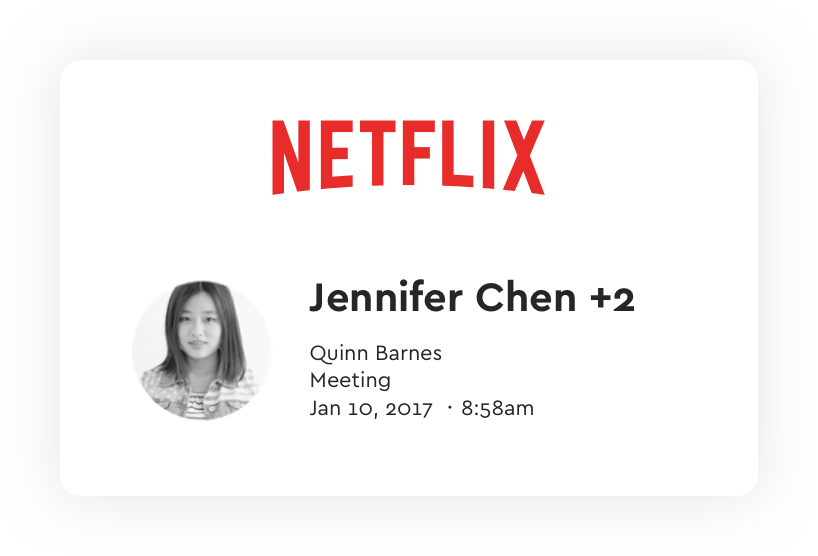 NETFLIX
Jennifer Chen +2
Quinn Barnes
Meeting
Jan 10, 2017 · 8:58am